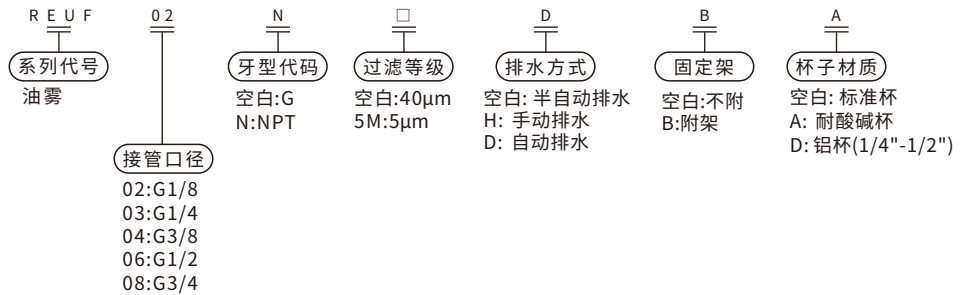 REUF 02 N □ D B A
系列代号 牙型代码 过滤等级 排水方式 固定架 杯子材质
油雾
空白:G
N:NPT
空白:40μm
5M:5μm
空白: 半自动排水
H: 手动排水
D: 自动排水
空白:不附
B:附架
空白: 标准杯
A: 耐酸碱杯
D: 铝杯(1/4"-1/2")
接管口径
02:G1/8
03:G1/4
04:G3/8
06:G1/2
08:G3/4